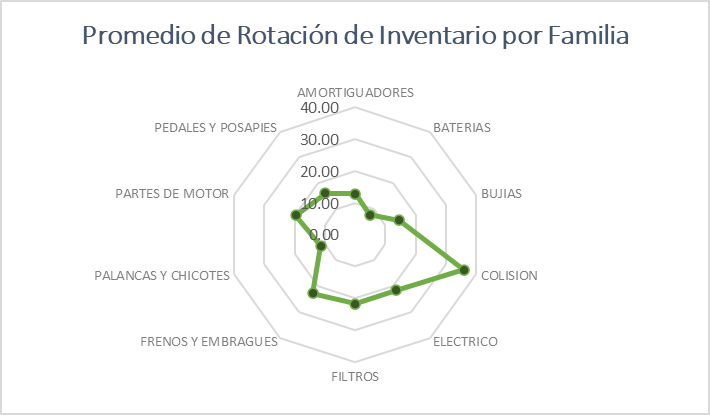 Promedio de Rotación de Inventario por Familia
AMORTIGUADORES
40.00
PEDALES Y POSAPIES
BATERIAS
30.00
20.00
PARTES DE MOTOR
BUJIAS
10.00
0.00
PALANCAS Y CHICOTES
COLISION
FRENOS Y EMBRAGUES
ELECTRICO
FILTROS